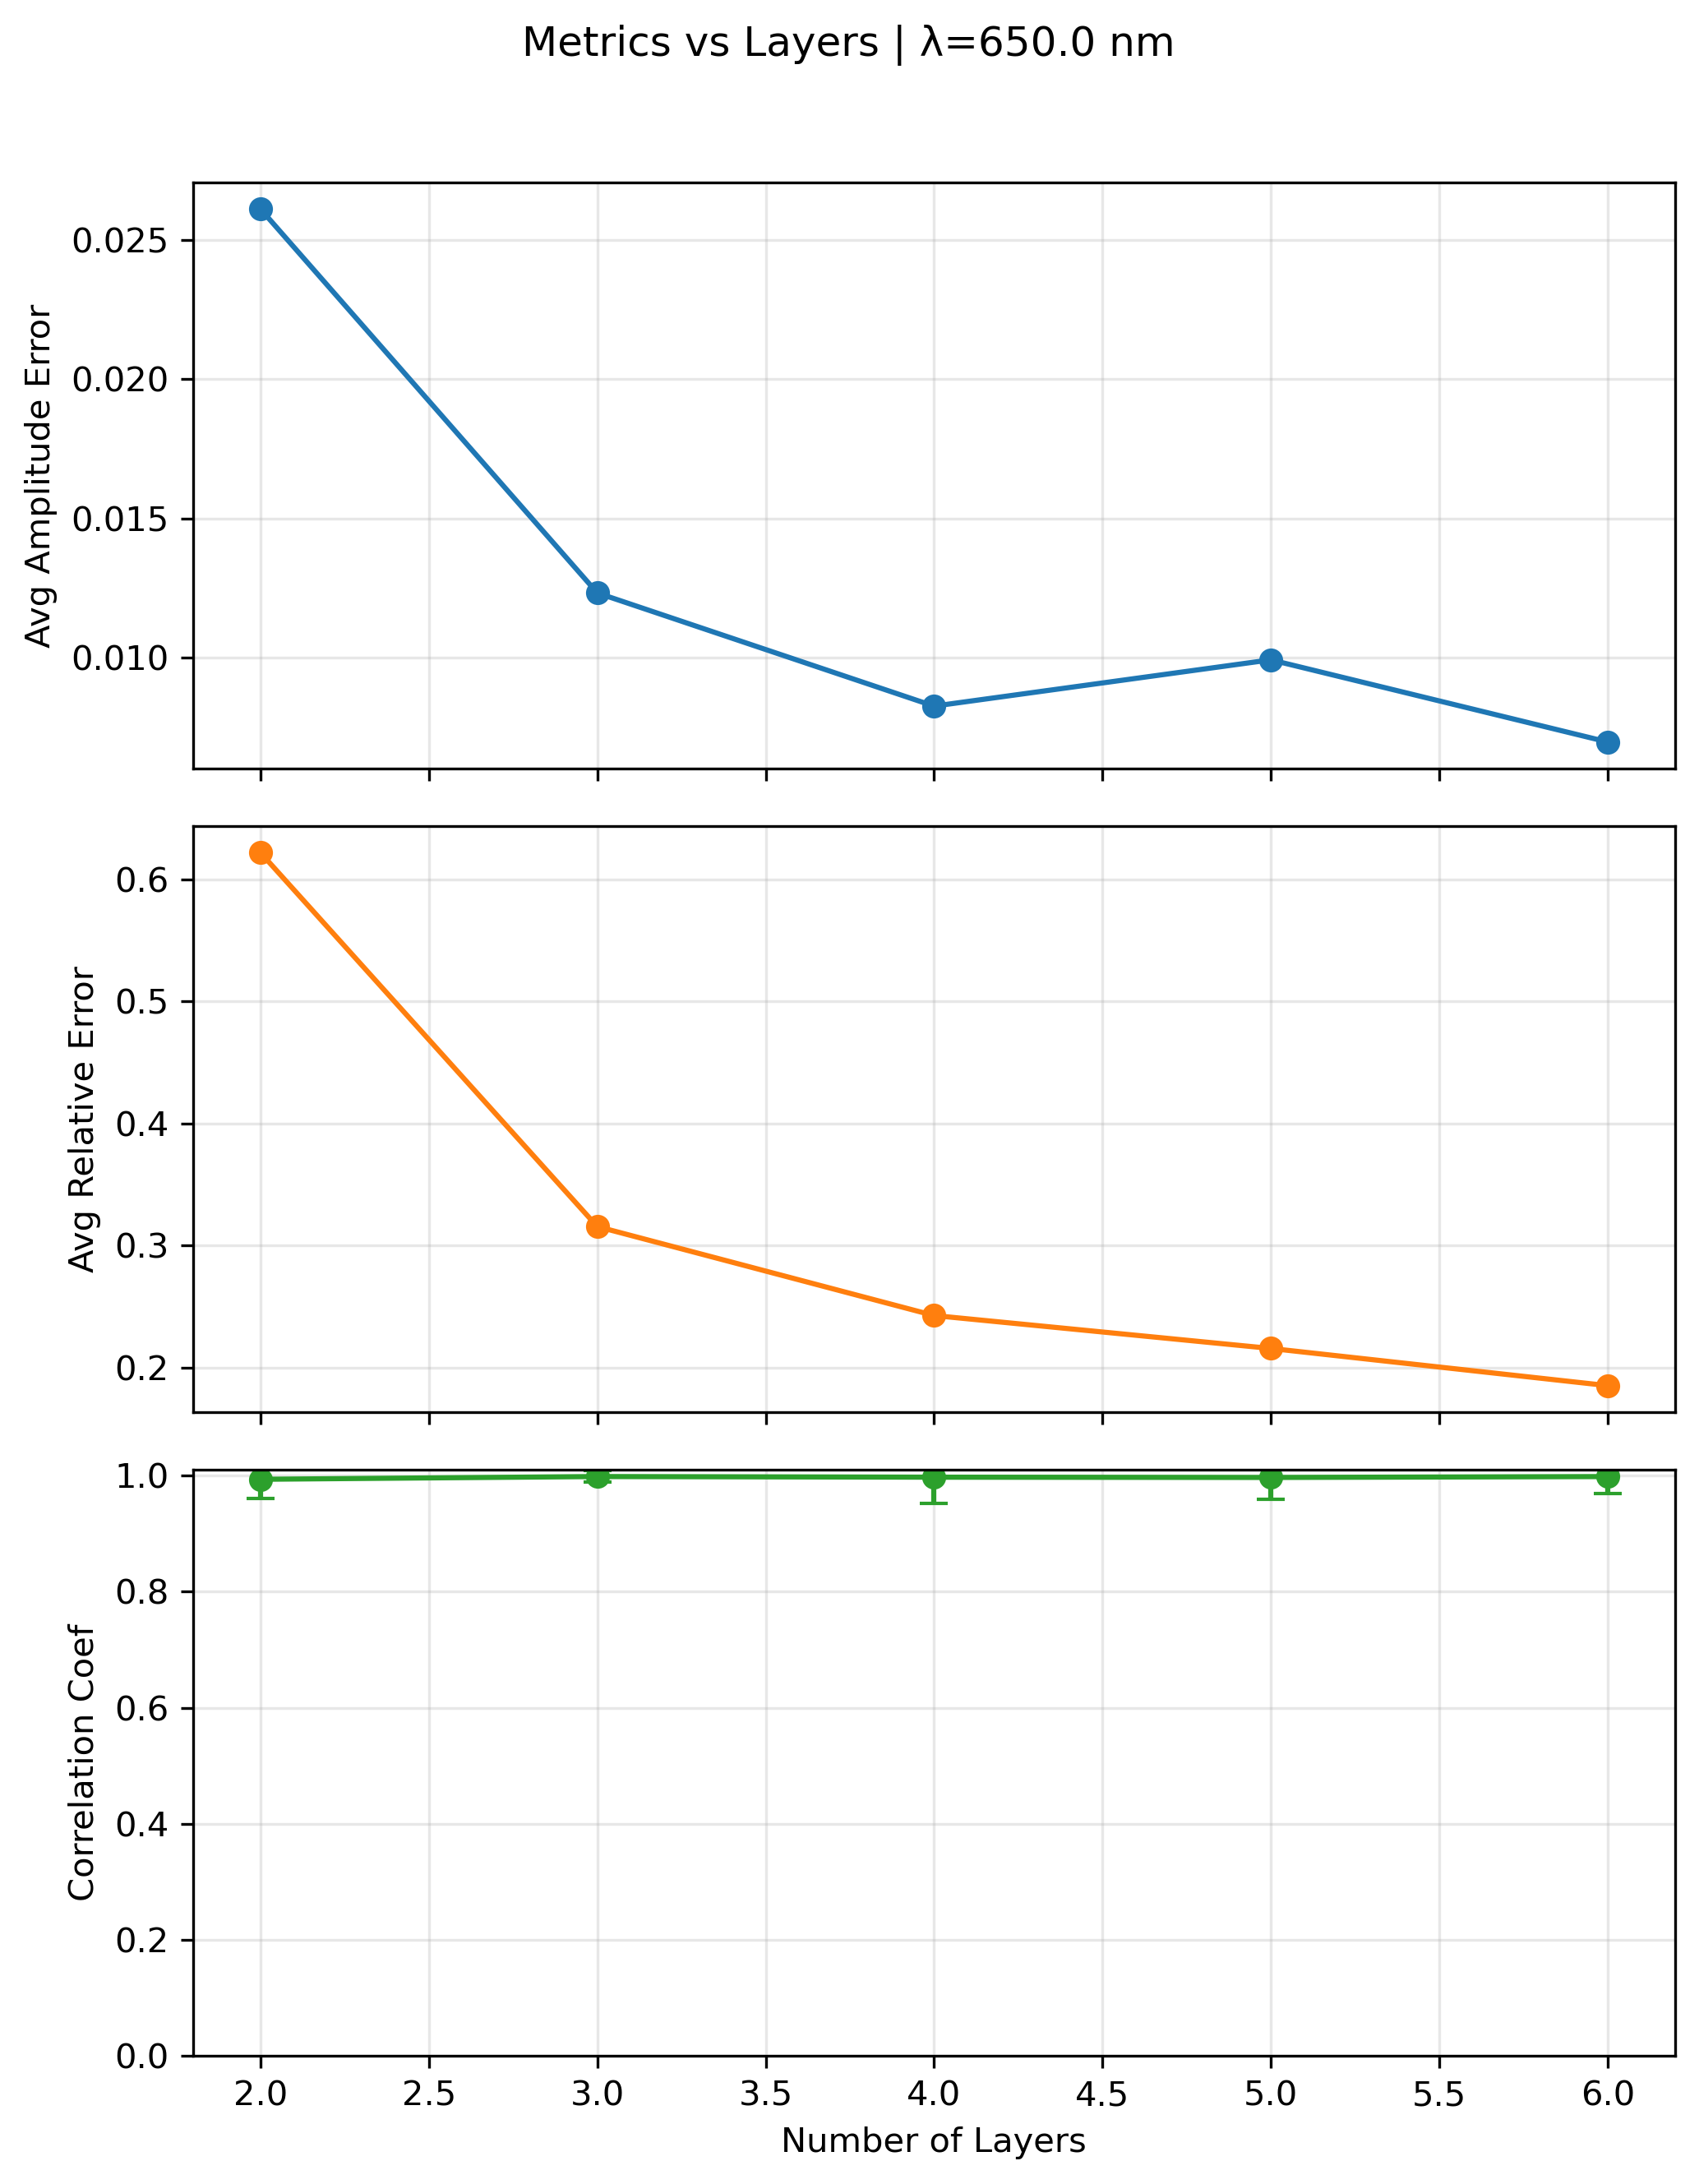 Metrics vs Layers | λ=650.0 nm
Avg Amplitude Error
0.025
0.020
0.015
0.010
Avg Relative Error
0.6
0.5
0.4
0.3
0.2
Correlation Coef
1.0
0.8
0.6
0.4
0.2
0.0
2.0 2.5 3.0 3.5 4.0 4.5 5.0 5.5 6.0
Number of Layers